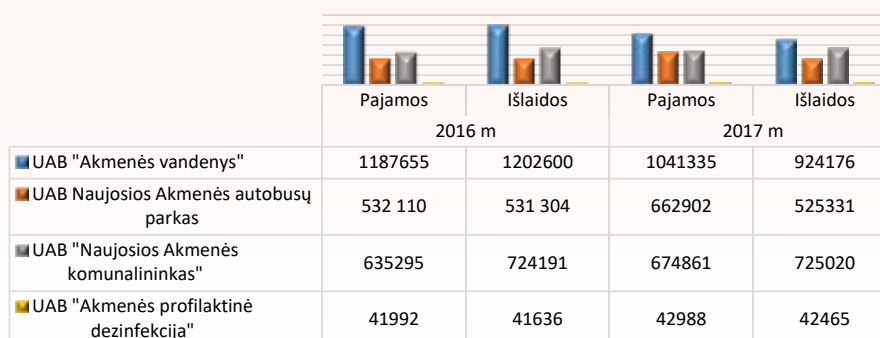 Pajamos Išlaidos Pajamos Išlaidos
2016 m 2017 m
UAB "Akmenės vandenys" 1187655 1202600 1041335 924176
UAB Naujosios Akmenės autobusų
parkas 532 110 531 304 662902 525331
UAB "Naujosios Akmenės
komunalininkas" 635295 724191 674861 725020
UAB "Akmenės profilaktinė
dezinfekcija" 41992 41636 42988 42465